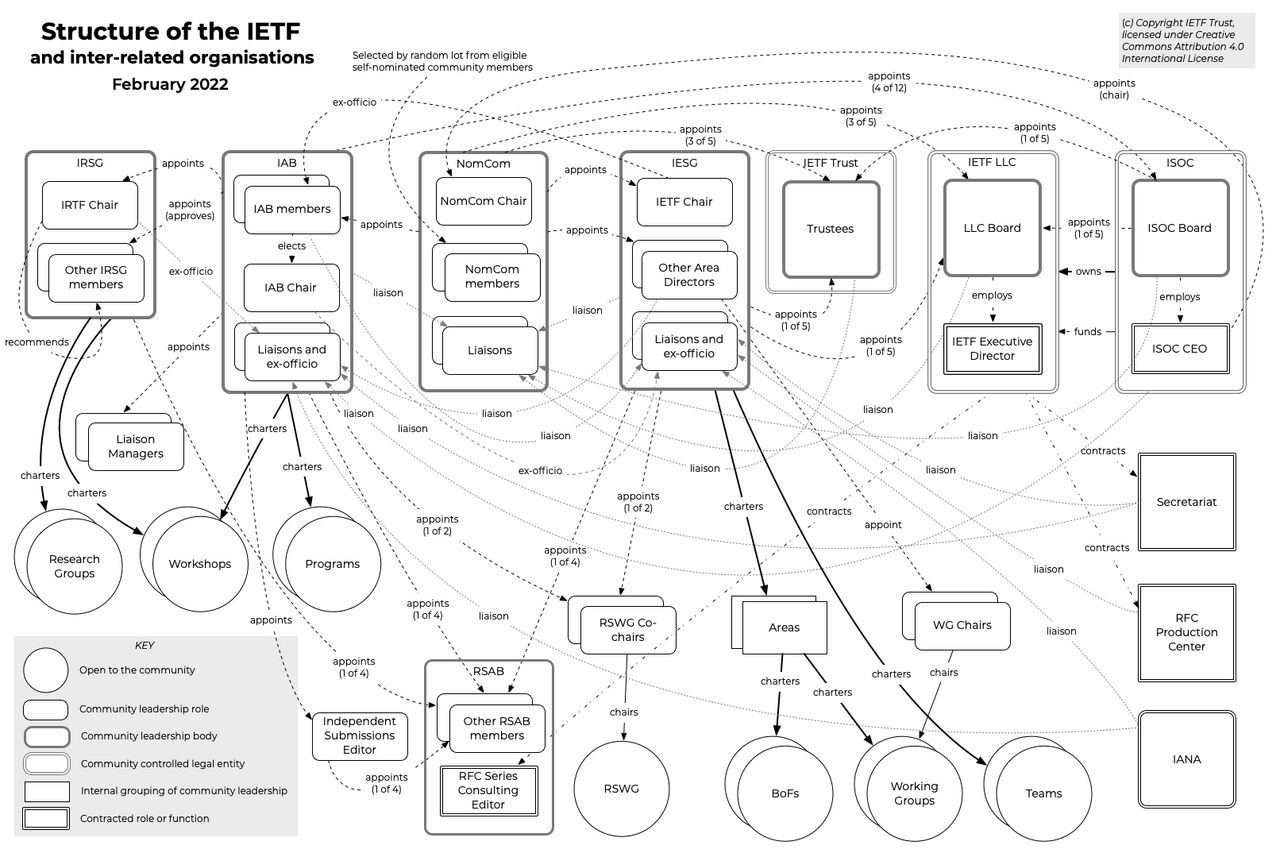 Structure of the IETF
and inter-related organisations
February 2022
(c) Copyright IETF Trust,
licensed under Creative
Commons Attribution 4.0
International License
Selected by random lot from eligible
self-nominated community members
ex-officio
appoints
(4 of 12)
appoints
(chair)
appoints
(3 of 5)
appoints
(3 of 5)
appoints
(1 of 5)
IRSG
IRTF Chair
Other IRSG
members
appoints
appoints
(approves)
ex-officio
recommends
IAB
IAB members
elects
IAB Chair
Liaisons and
ex-officio
appoints
liaison
NomCom
NomCom Chair
NomCom
members
Liaisons
appoints
appoints
liaison
IESG
IETF Chair
Other Area
Directors
Liaisons and
ex-officio
IETF Trust
Trustees
appoints
(1 of 5)
appoints
(1 of 5)
IETF LLC
LLC Board
employs
IETF Executive
Director
appoints
(1 of 5)
owns
funds
ISOC
ISOC Board
employs
ISOC CEO
appoints
Liaison
Managers
charters
charters
charters
charters
liaison
liaison
liaison
liaison
liaison
liaison
liaison
ex-officio
liaison
contracts
Secretariat
Research
Groups
Workshops
Programs
appoints
(1 of 2)
appoints
(1 of 2)
charters
contracts
appoint
contracts
appoints
(1 of 4)
liaison
appoints
(1 of 4)
liaison
liaison
RSWG Co-
chairs
Areas
WG Chairs
RFC
Production
Center
appoints
appoints
(1 of 4)
RSAB
Other RSAB
members
RFC Series
Consulting
Editor
Independent
Submissions
Editor
appoints
(1 of 4)
chairs
charters
charters
charters
chairs
RSWG
BoFs
Working
Groups
Teams
IANA
KEY
Open to the community
Community leadership role
Community leadership body
Community controlled legal entity
Internal grouping of community leadership
Contracted role or function